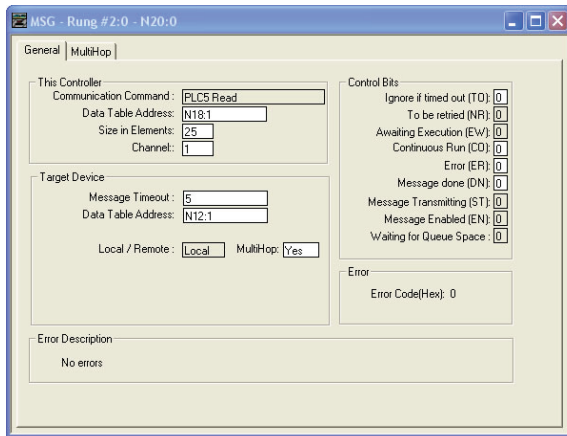 MSG - Rung #2:0 - N20:0
General MultiHop
This Controller
Communication Command : PLC5 Read
Data Table Address: N18:1
Size in Elements: 25
Channel:: 1
Target Device
Message Timeout : 5
Data Table Address: N12:1
Local / Remote : Local MultiHop: Yes
Control Bits
Ignore if timed out (TO): 0
To be retried (NR): 0
Awaiting Execution (EW): 0
Continuous Run (CO): 0
Error (ER): 0
Message done (DN): 0
Message Transmitting (ST): 0
Message Enabled (EN): 0
Waiting for Queue Space : 0
Error
Error Code(Hex): 0
Error Description
No errors